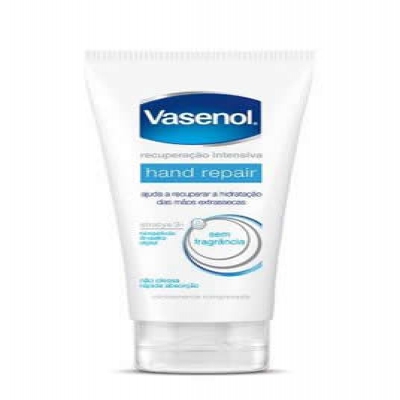 Vasenol.
recuperação intensiva
hand repair
ajuda a recuperar a hidratação
das mãos extrassecas
sem
fragrância
não oleosa
rápida absorção